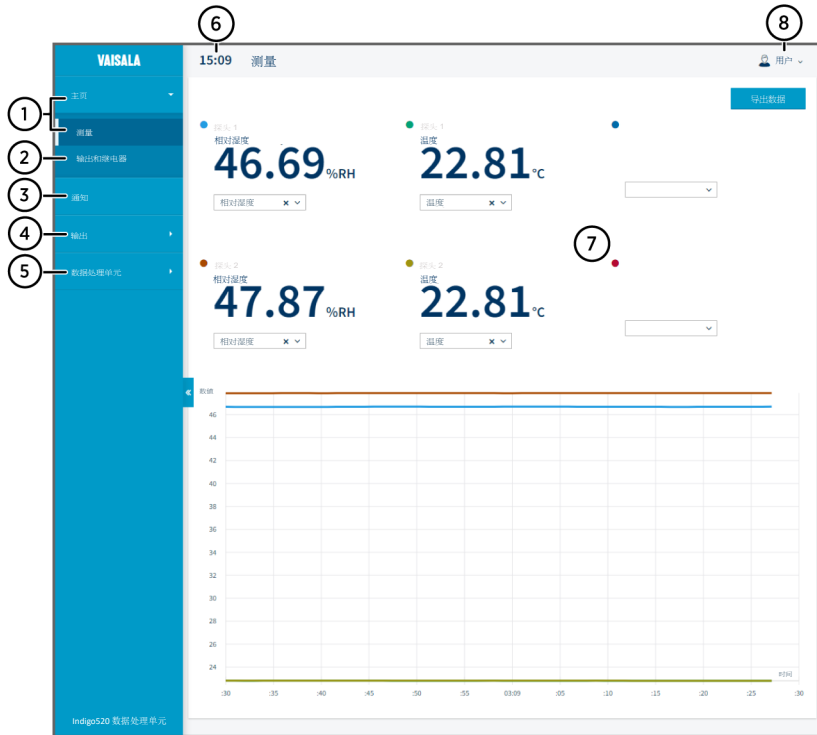 6
8
VAISALA
15:09 测量
用户
主页
导出数据
1
测量
探头 1
相对湿度
46.69%RH
相对湿度
探头 1
温度
22.81°C
温度
2
输出和继电器
3
通知
4
输出
5
数据处理单元
7
探头 2
相对湿度
47.87%RH
相对湿度
探头 2
温度
22.81°C
温度
数值
46
44
42
40
38
36
34
32
30
28
26
24
时间
:30 :35 :40 :45 :50 :55 03:09 :05 :10 :15 :20 :25 :30
Indigo520 数据处理单元